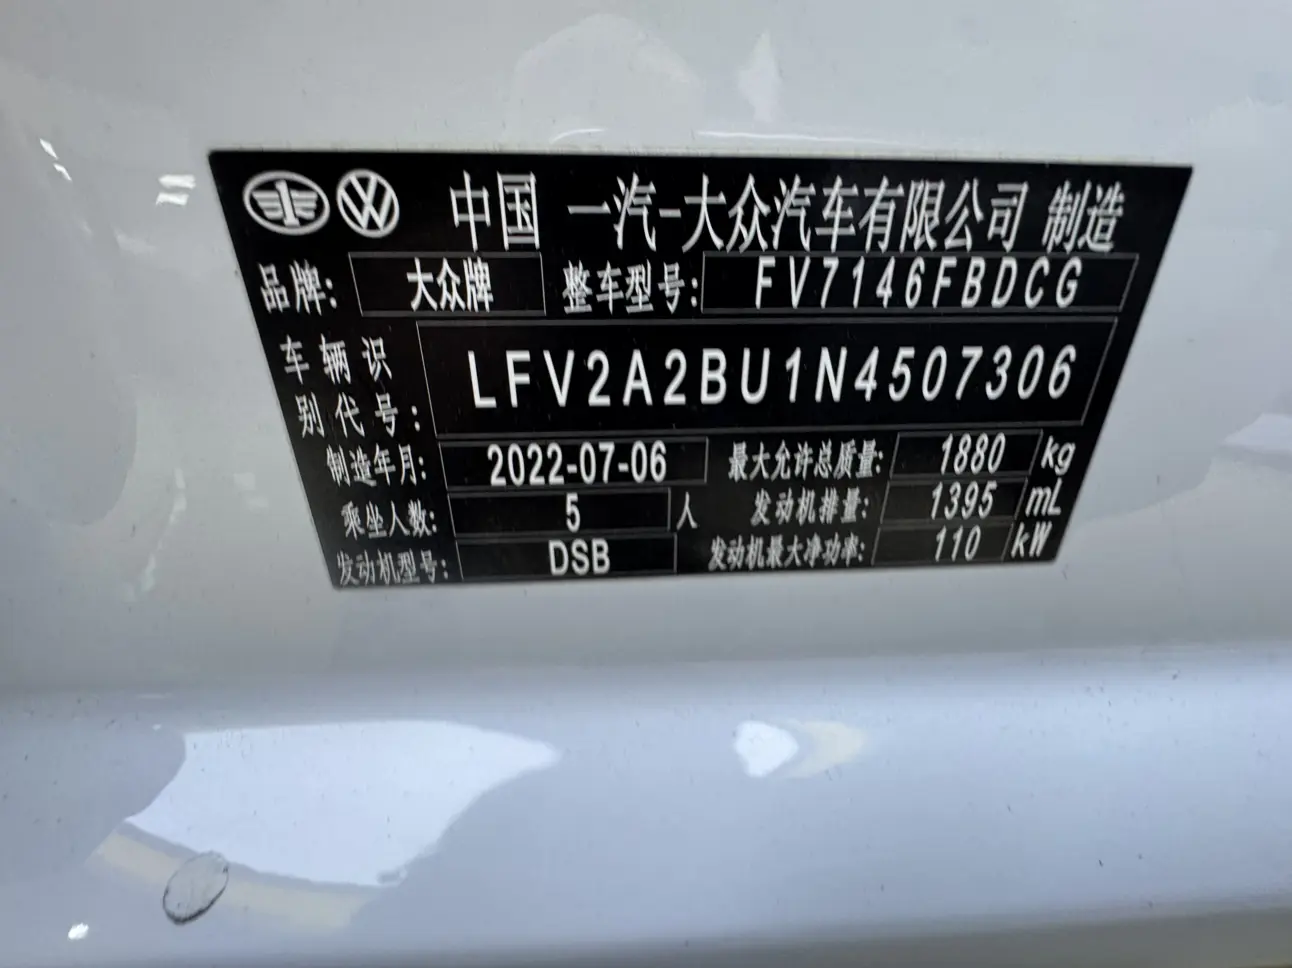 中国 一汽-大众汽车有限公司 制造
品牌: 大众牌 整车型号: FV7146FBDCG
车辆识别代号: LFV2A2BU1N4507306
制造年月: 2022-07-06 最大允许总质量: 1880 kg
乘坐人数: 5 人 发动机排量: 1395 mL
发动机型号: DSB 发动机最大净功率: 110 kW